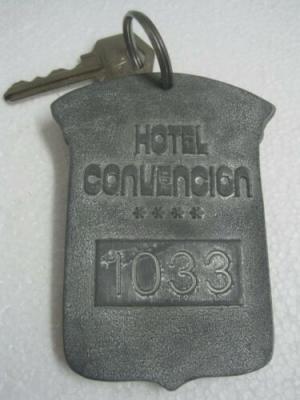 HOTEL
CONVENCION
****
1033